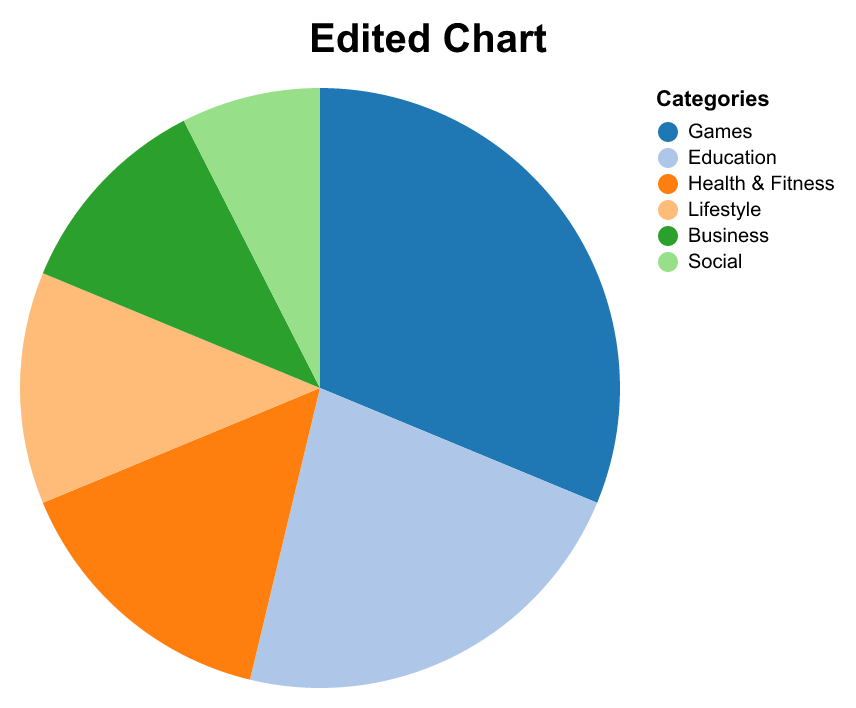 Edited Chart
Categories
Games
Education
Health & Fitness
Lifestyle
Business
Social